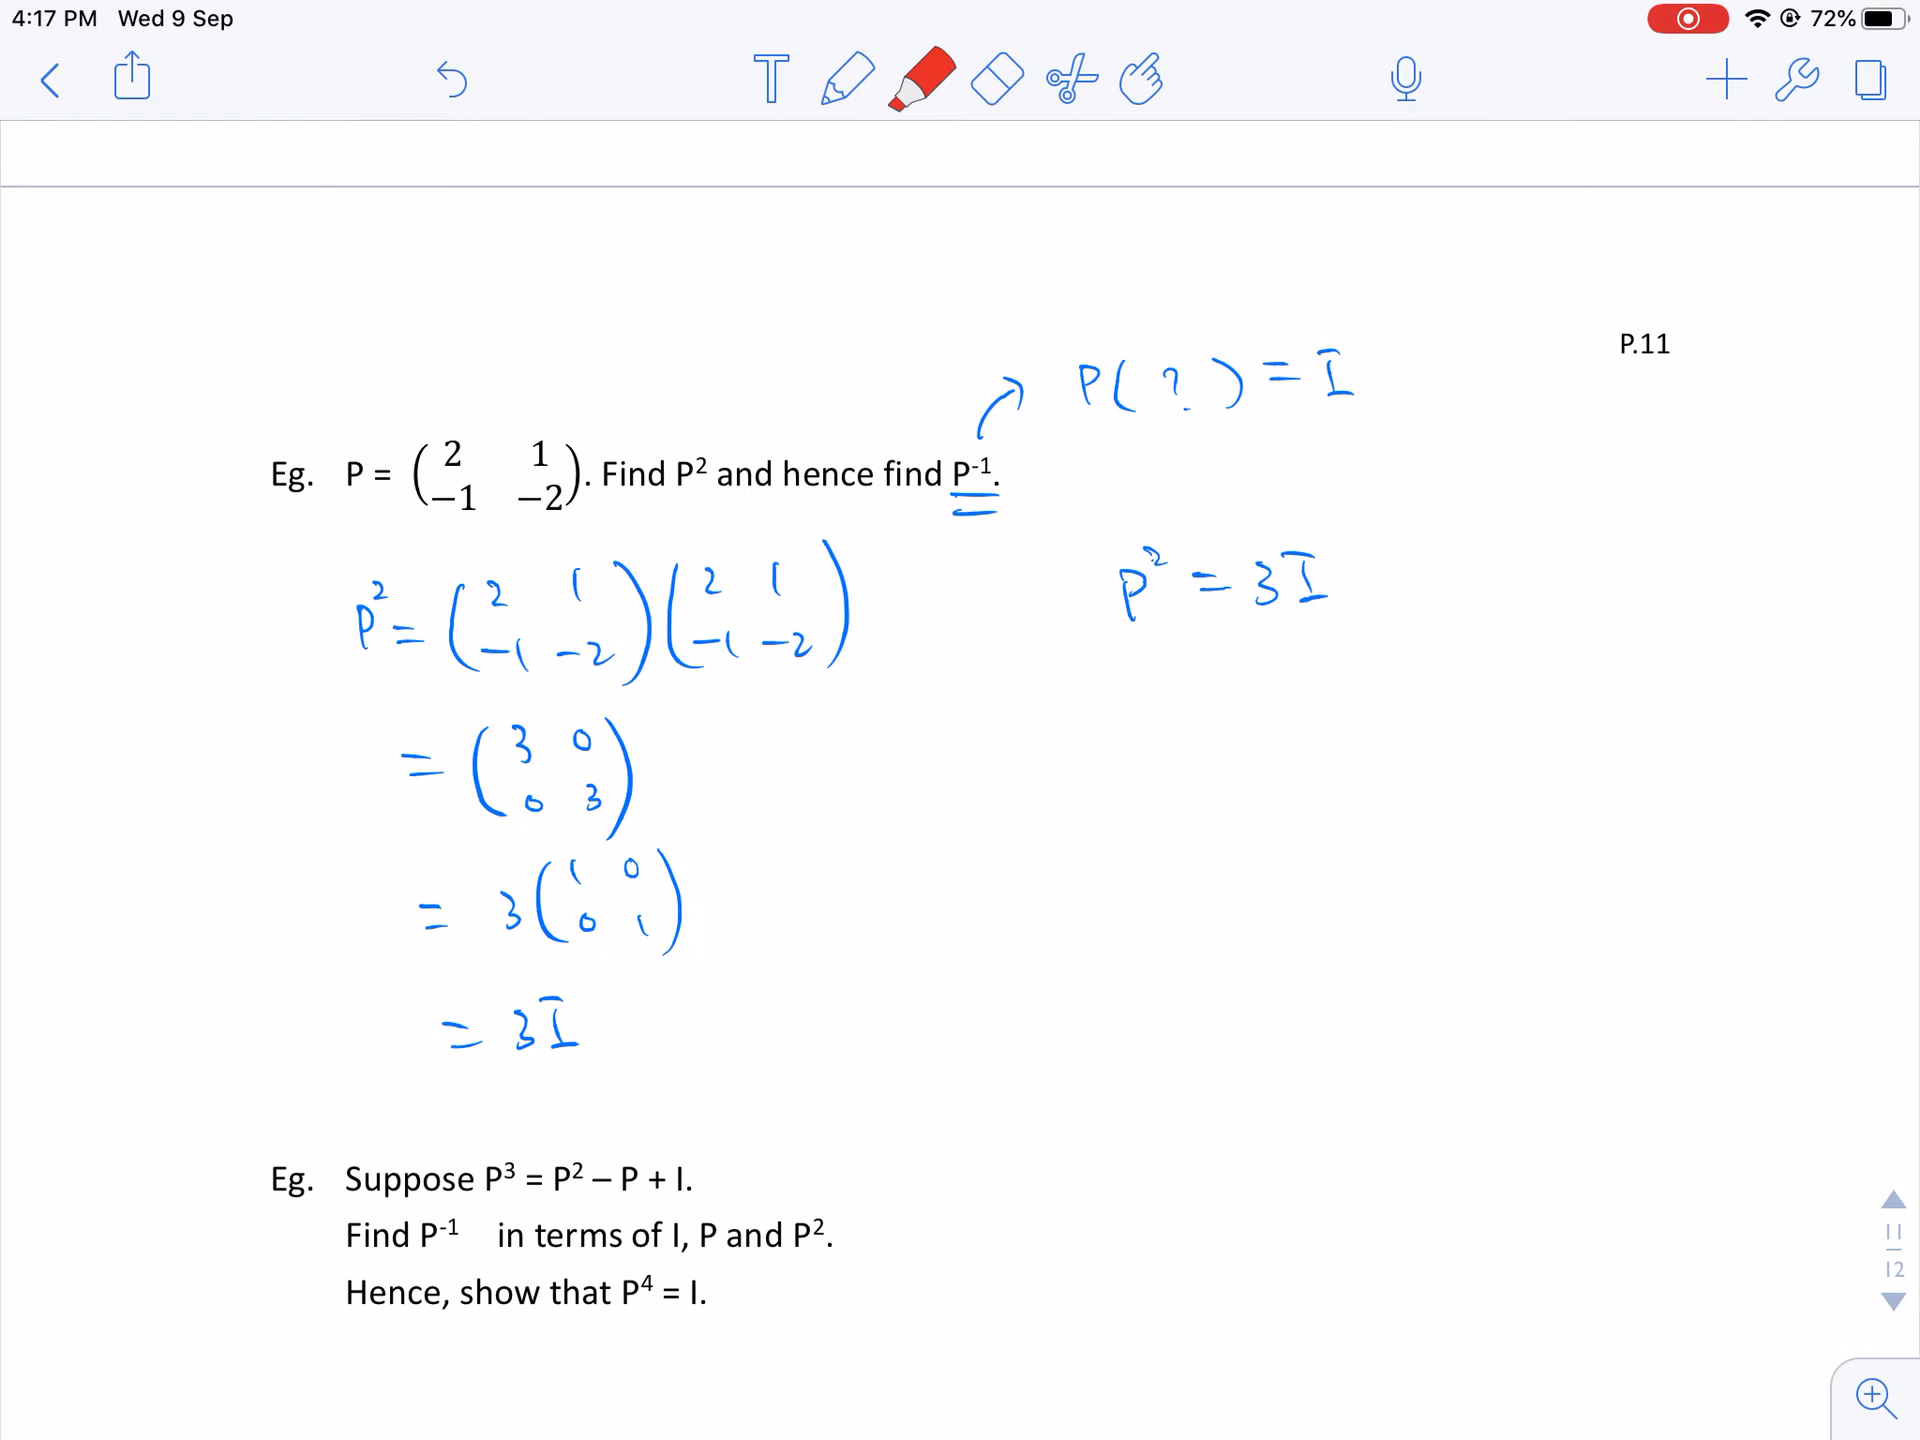 4:17 PM Wed 9 Sep 72%
T
P.11
P( ? ) = I
Eg. P = (2 1 −1 −2). Find P² and hence find P⁻¹.
P² = (2 1 −1 −2)(2 1 −1 −2)
P² = 3I
= (3 0 0 3)
= 3(1 0 0 1)
= 3I
Eg. Suppose P³ = P² – P + I.
Find P⁻¹ in terms of I, P and P².
Hence, show that P⁴ = I.
11
12